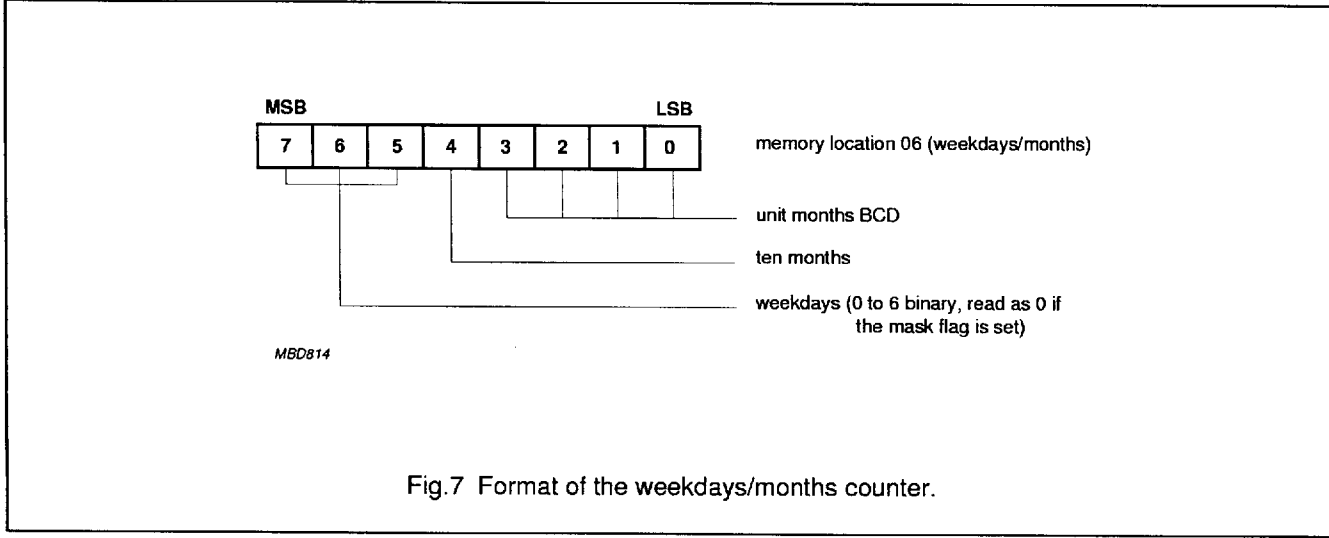 MSB LSB
7 6 5 4 3 2 1 0
memory location 06 (weekdays/months)
unit months BCD
ten months
weekdays (0 to 6 binary, read as 0 if
the mask flag is set)
MBD814
Fig.7 Format of the weekdays/months counter.